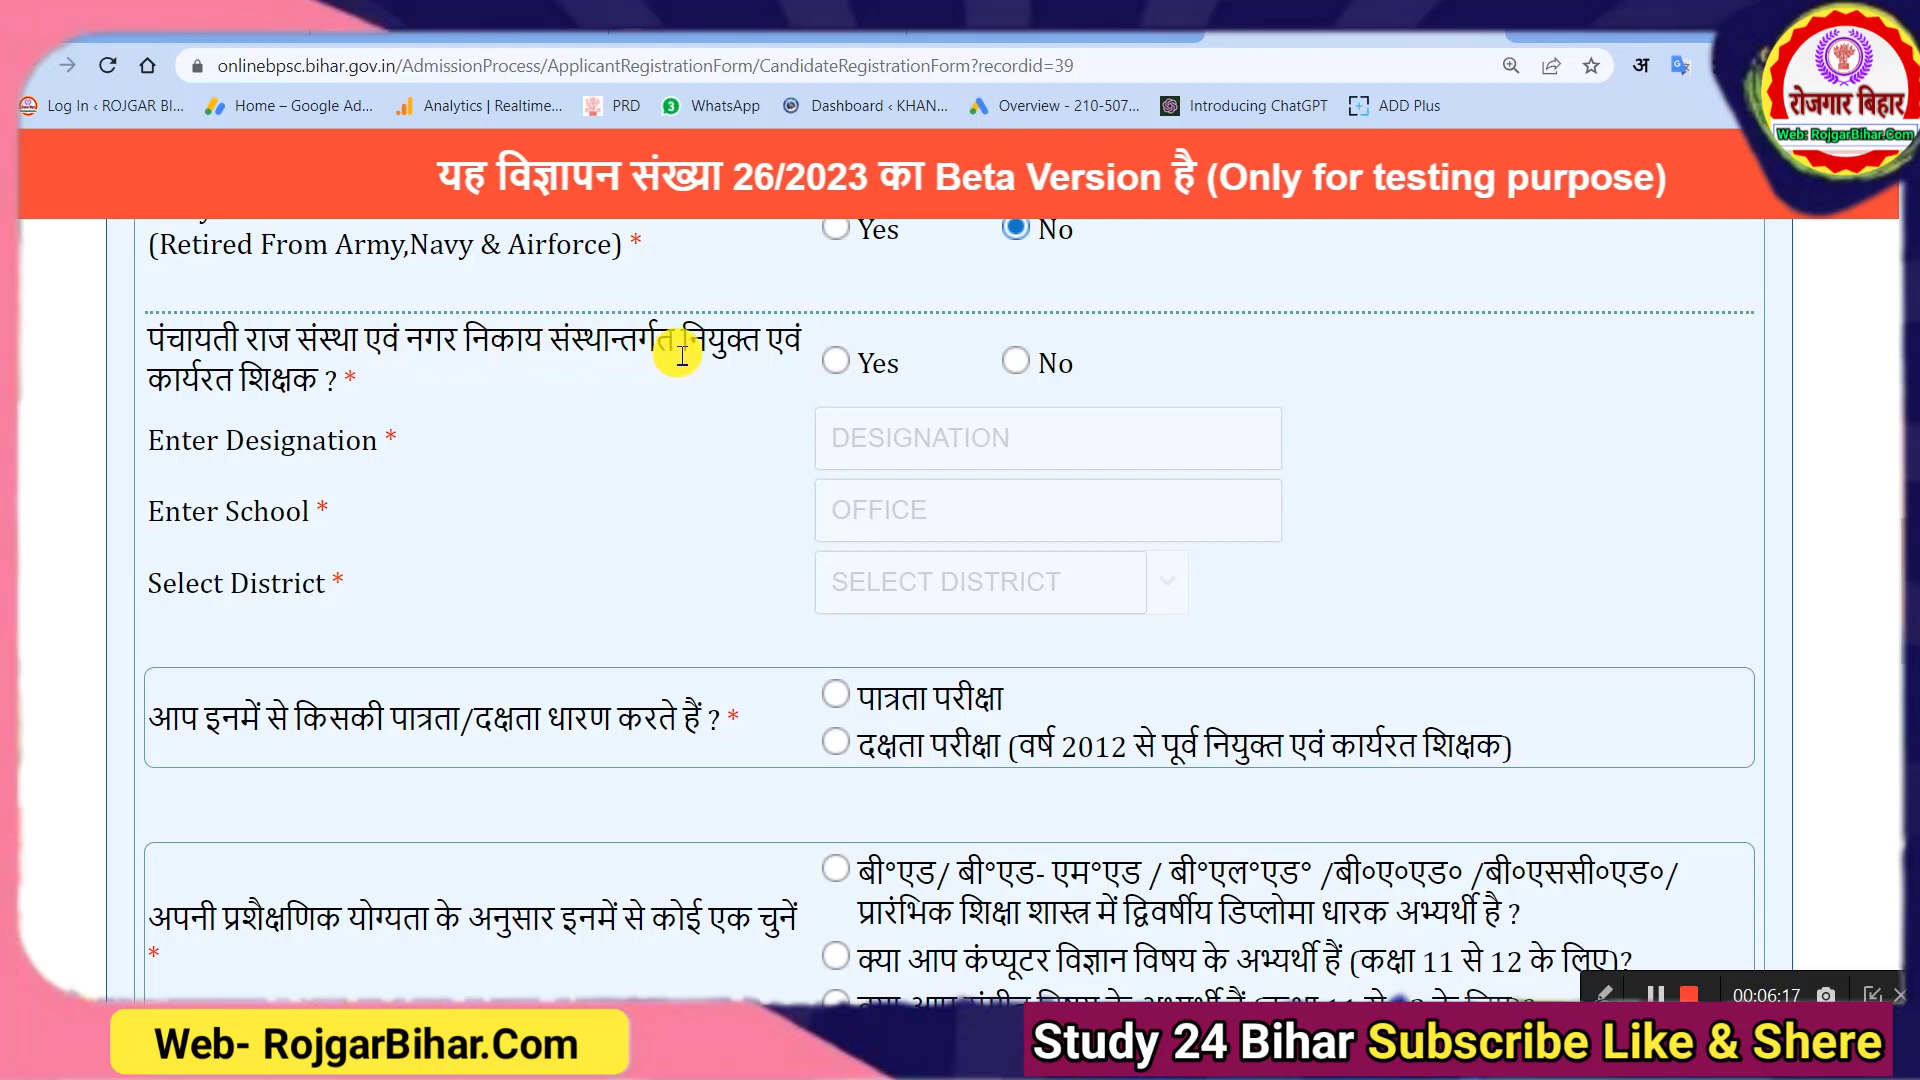 onlinebpsc.bihar.gov.in/AdmissionProcess/ApplicantRegistrationForm/CandidateRegistrationForm?recordid=39
अ
Log In ‹ ROJGAR BI...
Home – Google Ad...
Analytics | Realtime...
PRD
3
WhatsApp
Dashboard ‹ KHAN...
Overview - 210-507...
Introducing ChatGPT
ADD Plus
रोजगार बिहार
Web: RojgarBihar.Com
यह विज्ञापन संख्या 26/2023 का Beta Version है (Only for testing purpose)
(Retired From Army,Navy & Airforce) *
Yes
No
पंचायती राज संस्था एवं नगर निकाय संस्थान्तर्गत नियुक्त एवं
कार्यरत शिक्षक ? *
Yes
No
Enter Designation *
DESIGNATION
Enter School *
OFFICE
Select District *
SELECT DISTRICT
आप इनमें से किसकी पात्रता/दक्षता धारण करते हैं ? *
पात्रता परीक्षा
दक्षता परीक्षा (वर्ष 2012 से पूर्व नियुक्त एवं कार्यरत शिक्षक)
अपनी प्रशैक्षणिक योग्यता के अनुसार इनमें से कोई एक चुनें
*
बी°एड/ बी°एड- एम°एड / बी°एल°एड° /बी०ए०एड० /बी०एससी०एड०/
प्रारंभिक शिक्षा शास्त्र में द्विवर्षीय डिप्लोमा धारक अभ्यर्थी है ?
क्या आप कंप्यूटर विज्ञान विषय के अभ्यर्थी हैं (कक्षा 11 से 12 के लिए)?
00:06:17
Web- RojgarBihar.Com
Study 24 Bihar Subscribe Like & Shere